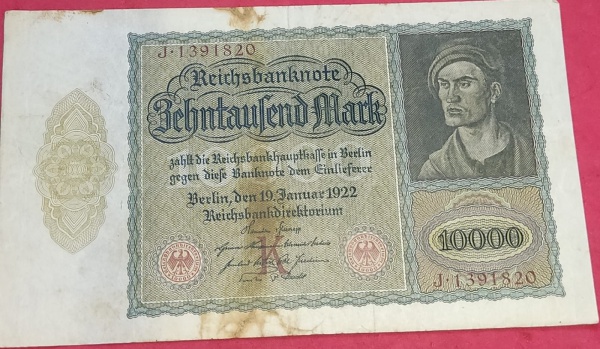 J·1391820
Reichsbanknote
Zehntausend Mark
zahlt die Reichsbankhauptkasse in Berlin
gegen diese Banknote dem Einlieferer
Berlin, den 19. Januar 1922
Reichsbankdirektorium
K
10000
J·1391820